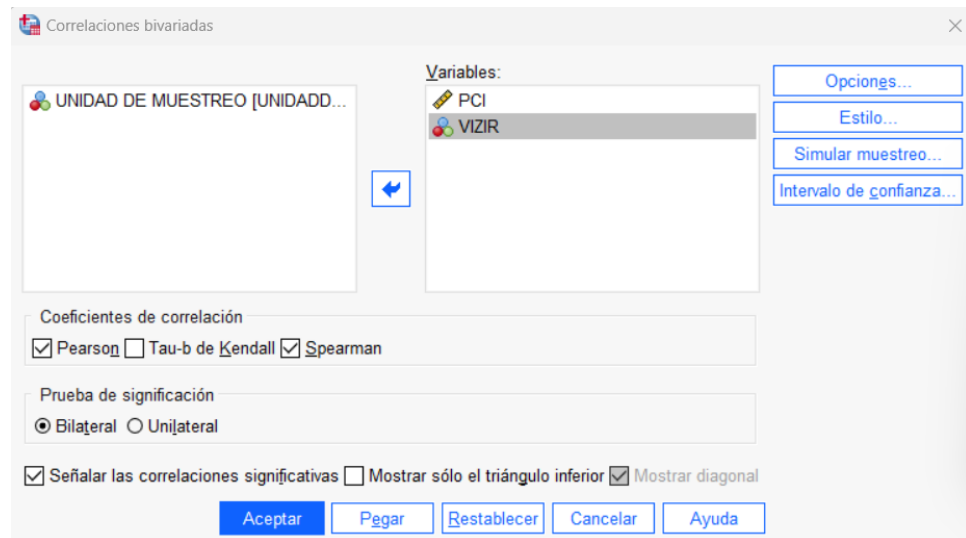 Correlaciones bivariadas
Variables:
UNIDAD DE MUESTREO [UNIDADD...
PCI
VIZIR
Opciones...
Estilo...
Simular muestreo...
Intervalo de confianza...
Coeficientes de correlación
Pearson Tau-b de Kendall Spearman
Prueba de significación
Bilateral Unilateral
Señalar las correlaciones significativas Mostrar sólo el triángulo inferior Mostrar diagonal
Aceptar Pegar Restablecer Cancelar Ayuda